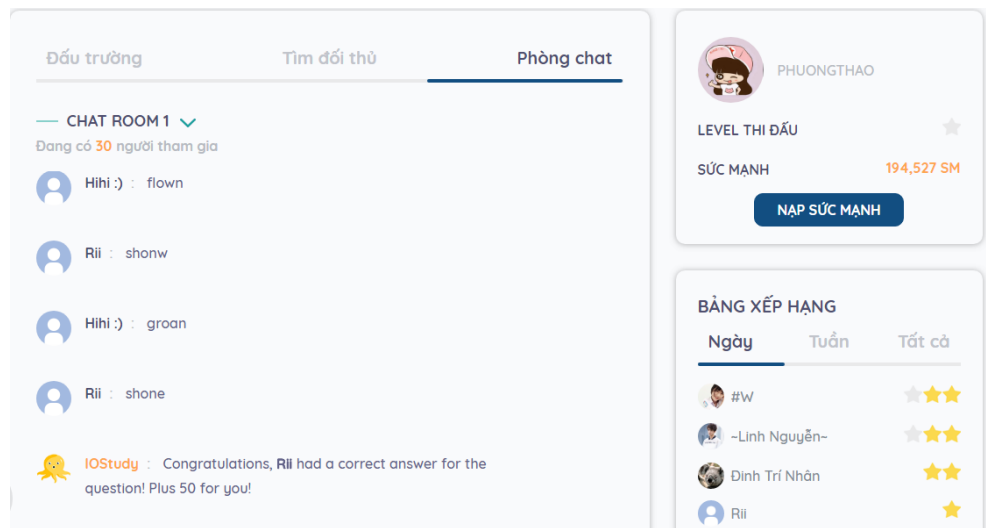 Đấu trường
Tìm đối thủ
Phòng chat
CHAT ROOM 1
Đang có 30 người tham gia
Hihi :) : flown
Rii : shonw
Hihi :) : groan
Rii : shone
IOStudy : Congratulations, Rii had a correct answer for the
question! Plus 50 for you!
PHUONGTHAO
LEVEL THI ĐẤU
SỨC MẠNH 194,527 SM
NẠP SỨC MẠNH
BẢNG XẾP HẠNG
Ngày Tuần Tất cả
#W
~Linh Nguyễn~
Đinh Trí Nhân
Rii